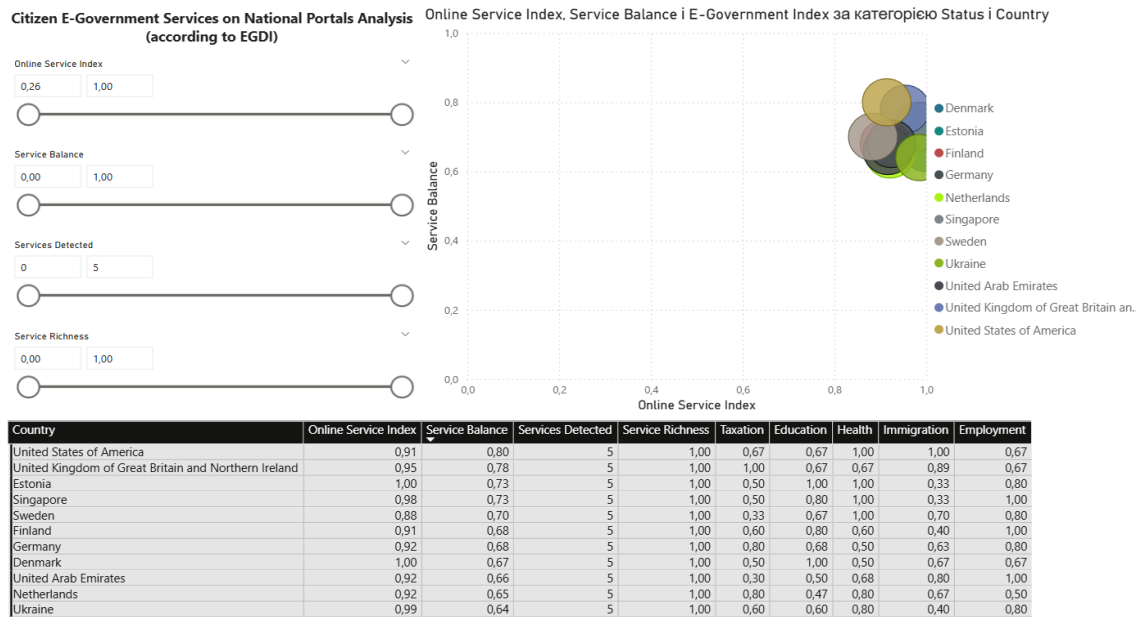 Citizen E-Government Services on National Portals Analysis
(according to EGDI)
Online Service Index
0,26 1,00
Service Balance
0,00 1,00
Services Detected
0 5
Service Richness
0,00 1,00
Online Service Index, Service Balance і E-Government Index за категорією Status і Country
1,0
0,8
0,6
0,4
0,2
0,0
Service Balance
0,0 0,2 0,4 0,6 0,8 1,0
Online Service Index
Denmark
Estonia
Finland
Germany
Netherlands
Singapore
Sweden
Ukraine
United Arab Emirates
United Kingdom of Great Britain an...
United States of America
Country Online Service Index Service Balance Services Detected Service Richness Taxation Education Health Immigration Employment
United States of America 0,91 0,80 5 1,00 0,67 0,67 1,00 1,00 0,67
United Kingdom of Great Britain and Northern Ireland 0,95 0,78 5 1,00 1,00 0,67 0,67 0,89 0,67
Estonia 1,00 0,73 5 1,00 0,50 1,00 1,00 0,33 0,80
Singapore 0,98 0,73 5 1,00 0,50 0,80 1,00 0,33 1,00
Sweden 0,88 0,70 5 1,00 0,33 0,67 1,00 0,70 0,80
Finland 0,91 0,68 5 1,00 0,60 0,80 0,60 0,40 1,00
Germany 0,92 0,68 5 1,00 0,80 0,68 0,50 0,63 0,80
Denmark 1,00 0,67 5 1,00 0,50 1,00 0,50 0,67 0,67
United Arab Emirates 0,92 0,66 5 1,00 0,30 0,50 0,68 0,80 1,00
Netherlands 0,92 0,65 5 1,00 0,80 0,47 0,80 0,67 0,50
Ukraine 0,99 0,64 5 1,00 0,60 0,60 0,80 0,40 0,80